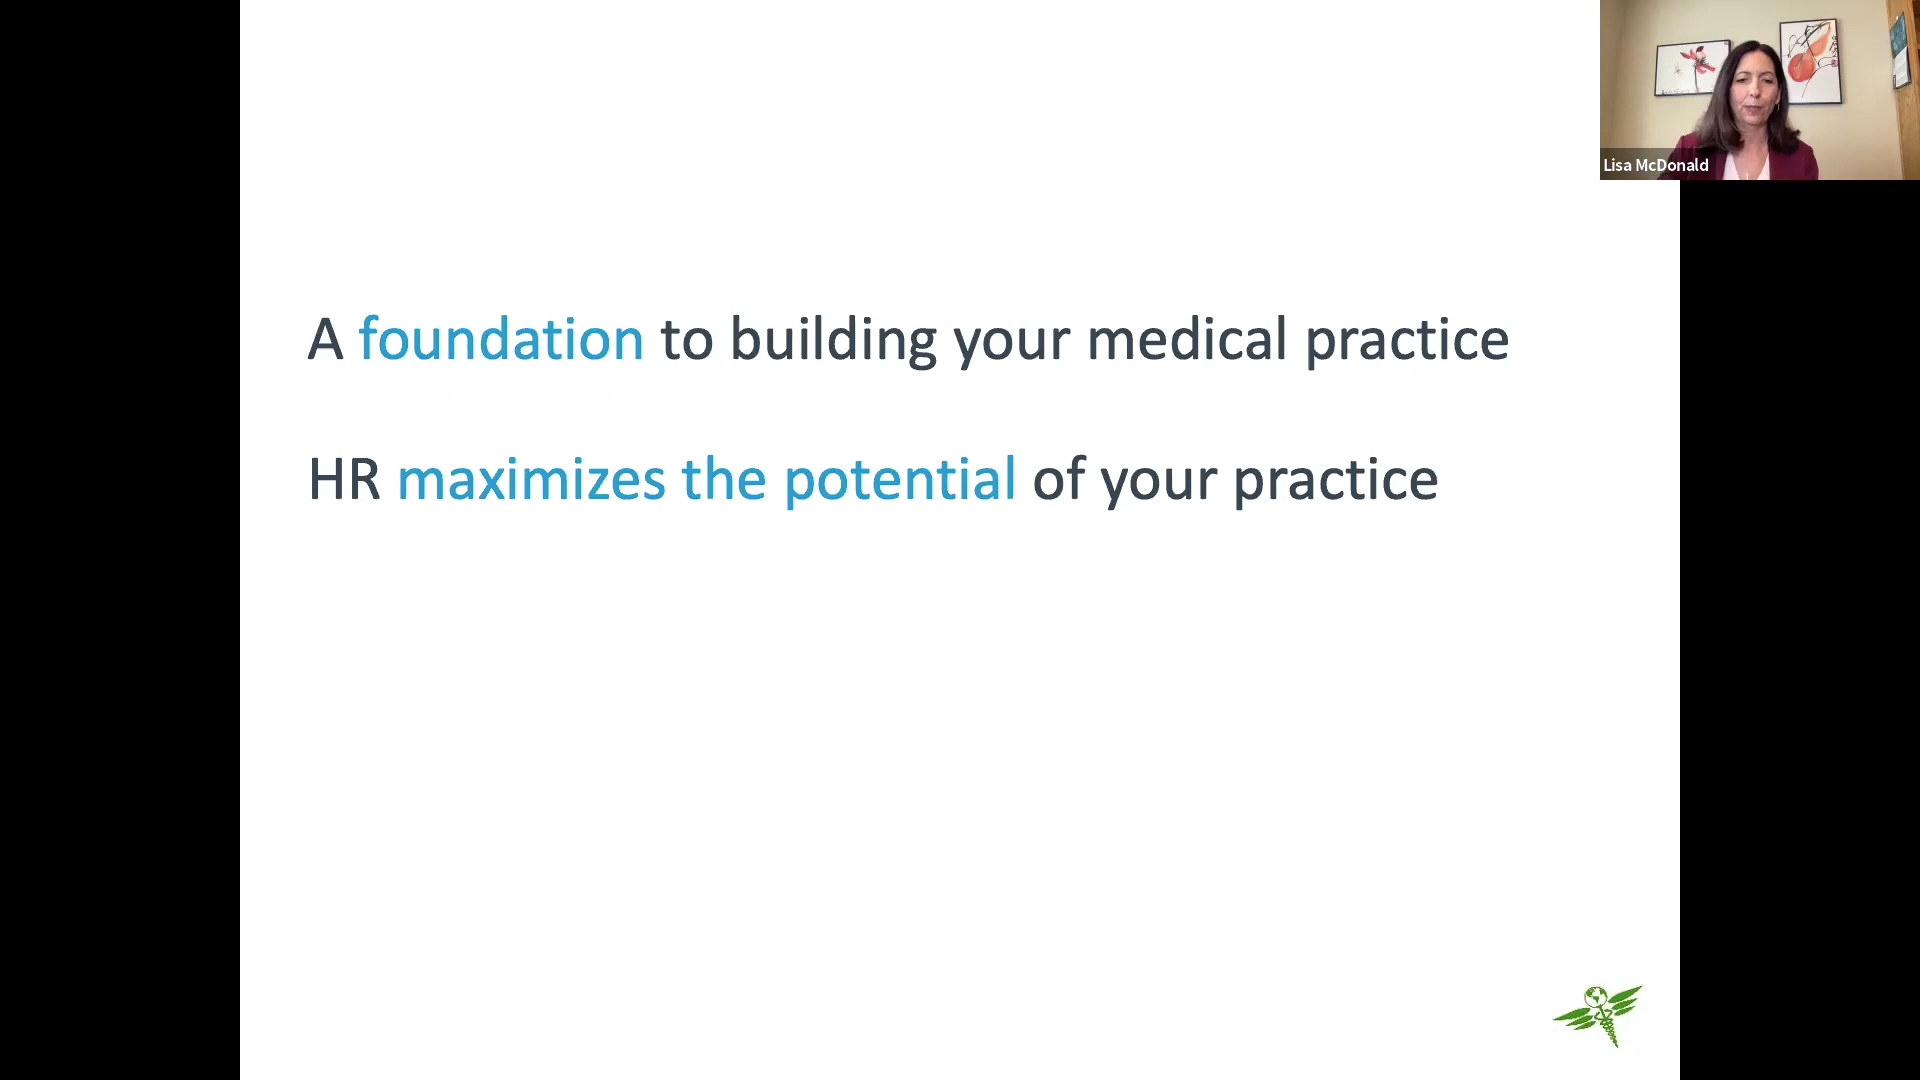 Lisa McDonald
A foundation to building your medical practice
HR maximizes the potential of your practice